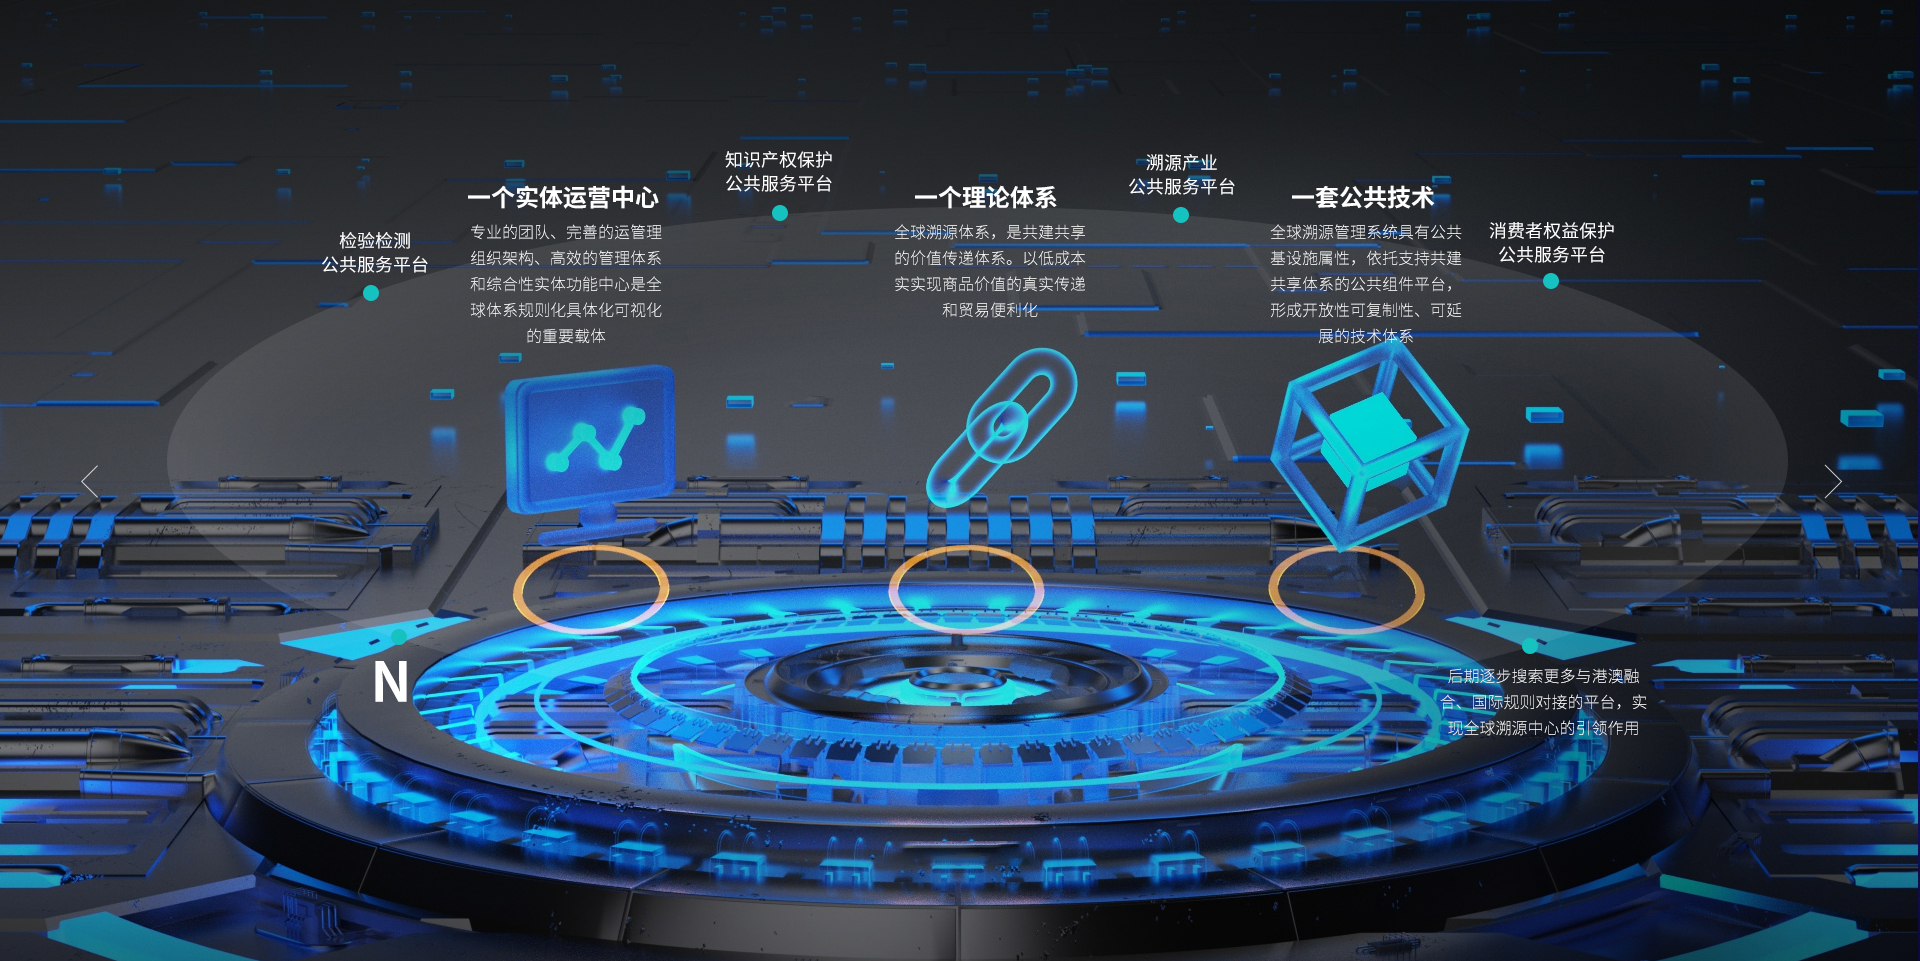 检验检测
公共服务平台
一个实体运营中心
专业的团队、完善的运管理
组织架构、高效的管理体系
和综合性实体功能中心是全
球体系规则化具体化可视化
的重要载体
知识产权保护
公共服务平台
一个理论体系
全球溯源体系，是共建共享
的价值传递体系。以低成本
实实现商品价值的真实传递
和贸易便利化
溯源产业
公共服务平台
一套公共技术
全球溯源管理系统具有公共
基设施属性，依托支持共建
共享体系的公共组件平台，
形成开放性可复制性、可延
展的技术体系
消费者权益保护
公共服务平台
N
后期逐步搜索更多与港澳融
合、国际规则对接的平台，实
现全球溯源中心的引领作用